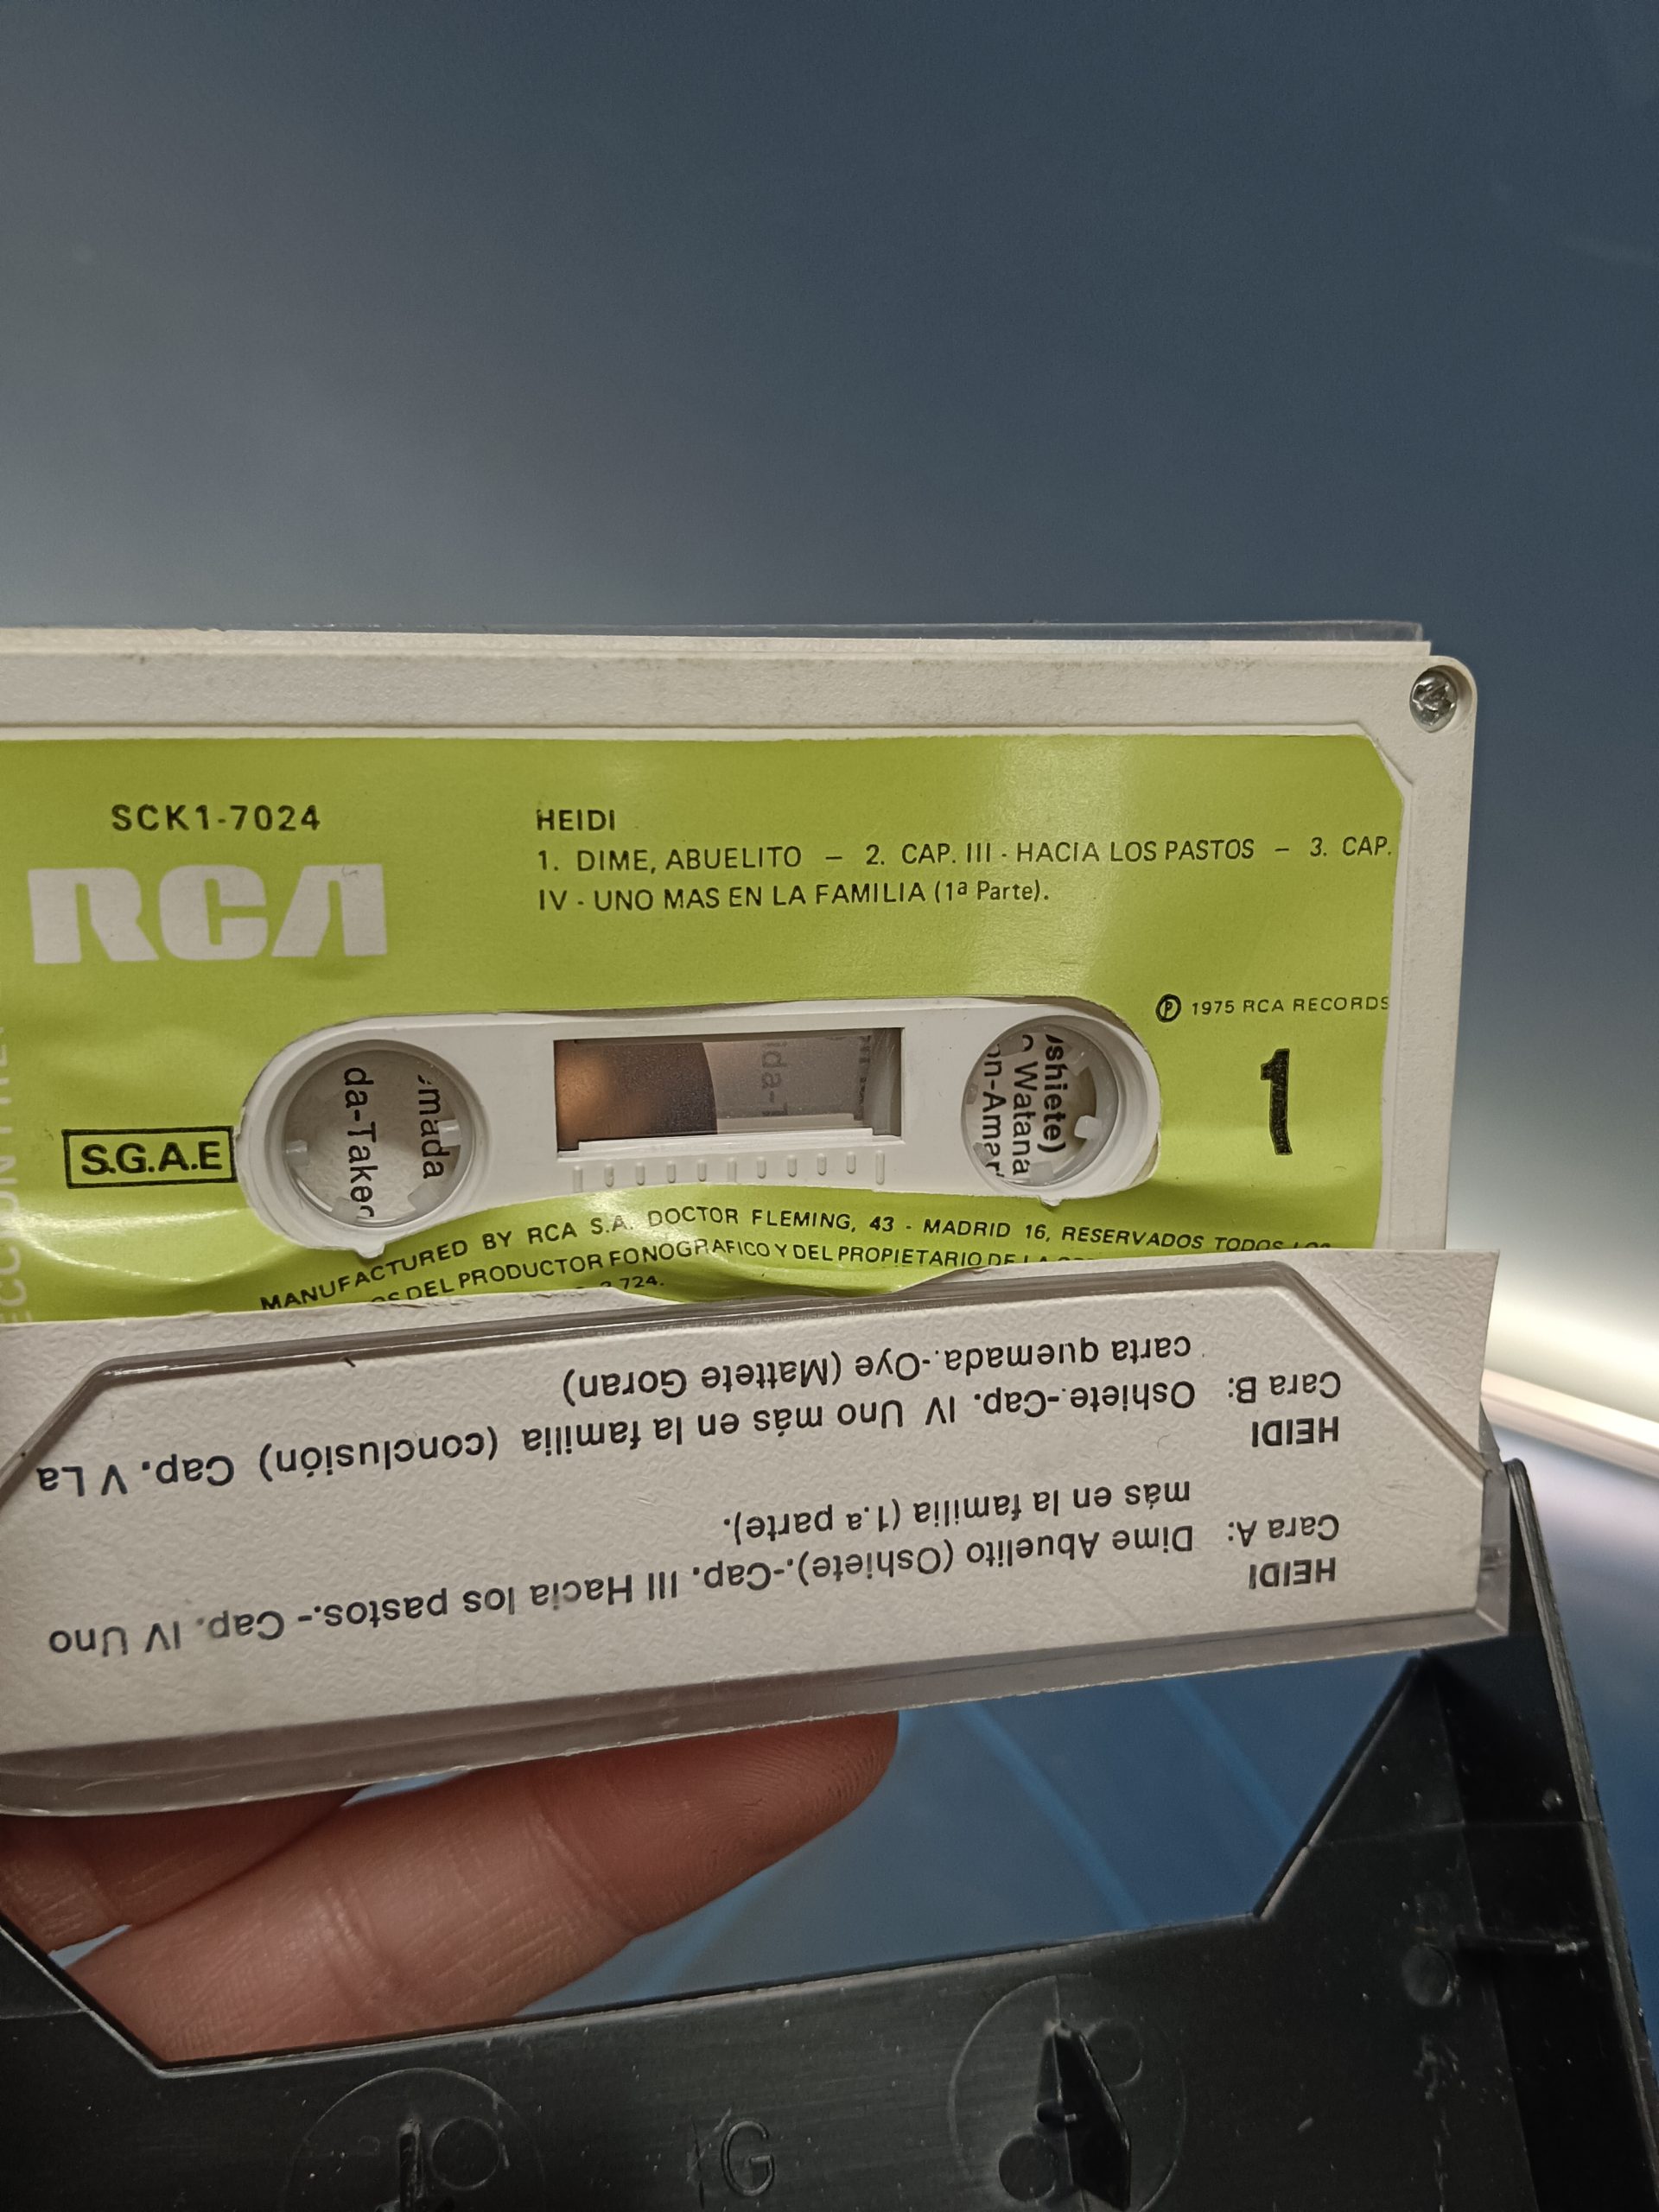 SCK1-7024
RCA
HEIDI
1. DIME, ABUELITO – 2. CAP. III - HACIA LOS PASTOS – 3. CAP.
IV - UNO MAS EN LA FAMILIA (1ª Parte).
Ⓟ 1975 RCA RECORDS
1
S.G.A.E
da-T
MANUFACTURED BY RCA S.A. DOCTOR FLEMING, 43 - MADRID 16, RESERVADOS TODOS LOS
DEL PRODUCTOR FONOGRAFICO Y DEL PROPIETARIO DE LA
724.
HEIDI
Cara A: Dime Abuelito (Oshiete).-Cap. III Hacia los pastos.- Cap. IV Uno
más en la familia (1.a parte).
HEIDI
Cara B: Oshiete.-Cap. IV Uno más en la familia (conclusión) Cap. V La
carta quemada.-Oye (Mattete Goran)
G